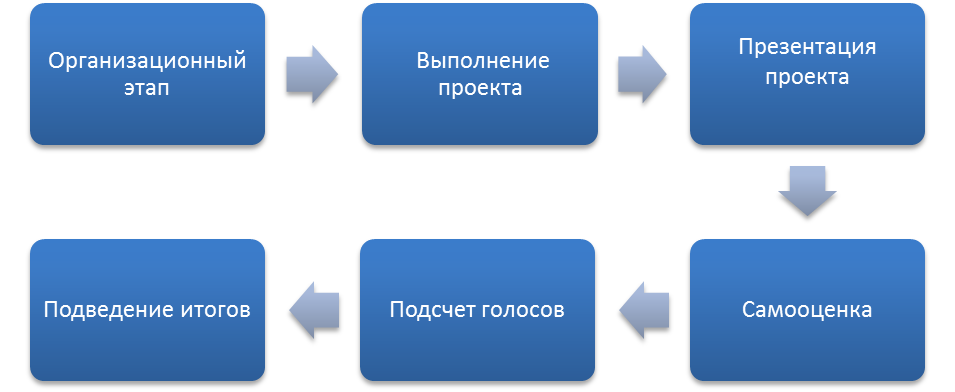 Организационный
этап
Выполнение
проекта
Презентация
проекта
Самооценка
Подсчет голосов
Подведение итогов